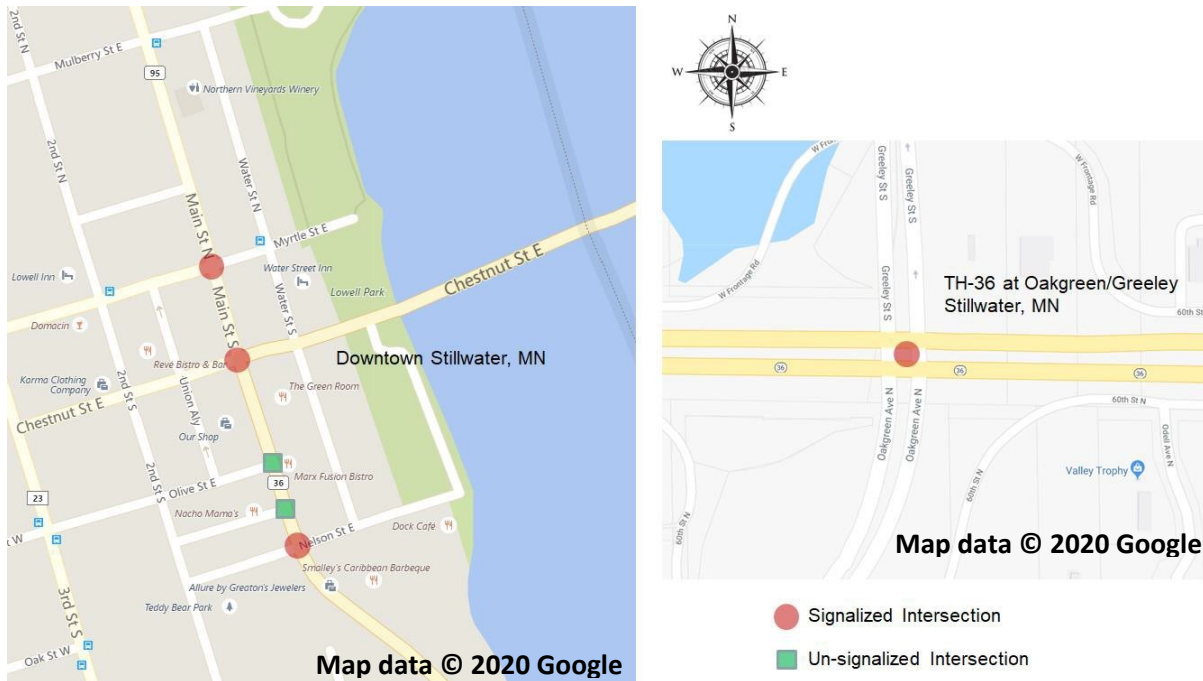 2nd St N
Mulberry St E
95
Northern Vineyards Winery
2nd St N
Water St N
Main St N
Myrtle St E
Lowell Inn
Water Street Inn
Lowell Park
Chestnut St E
Domacin
Main St S
Water St S
Revé Bistro & Bar
Downtown Stillwater, MN
Karma Clothing
Company
2nd St S
Union Aly
The Green Room
Chestnut St E
Our Shop
Marx Fusion Bistro
Olive St E
36
23
2nd St S
Nacho Mama's
Dock Café
Nelson St E
Smalley's Caribbean Barbeque
Allure by Greaton's Jewelers
Teddy Bear Park
3rd St S
Oak St W
Map data © 2020 Google
N
W
E
S
Greeley St S
Greeley St S
W Frontage Rd
W Frontage Rd
Greeley St S
Greeley St S
TH-36 at Oakgreen/Greeley
Stillwater, MN
36
36
36
60th St N
Oakgreen Ave N
Oakgreen Ave N
Odell Ave N
Valley Trophy
60th St N
60th St N
Map data © 2020 Google
Signalized Intersection
Un-signalized Intersection